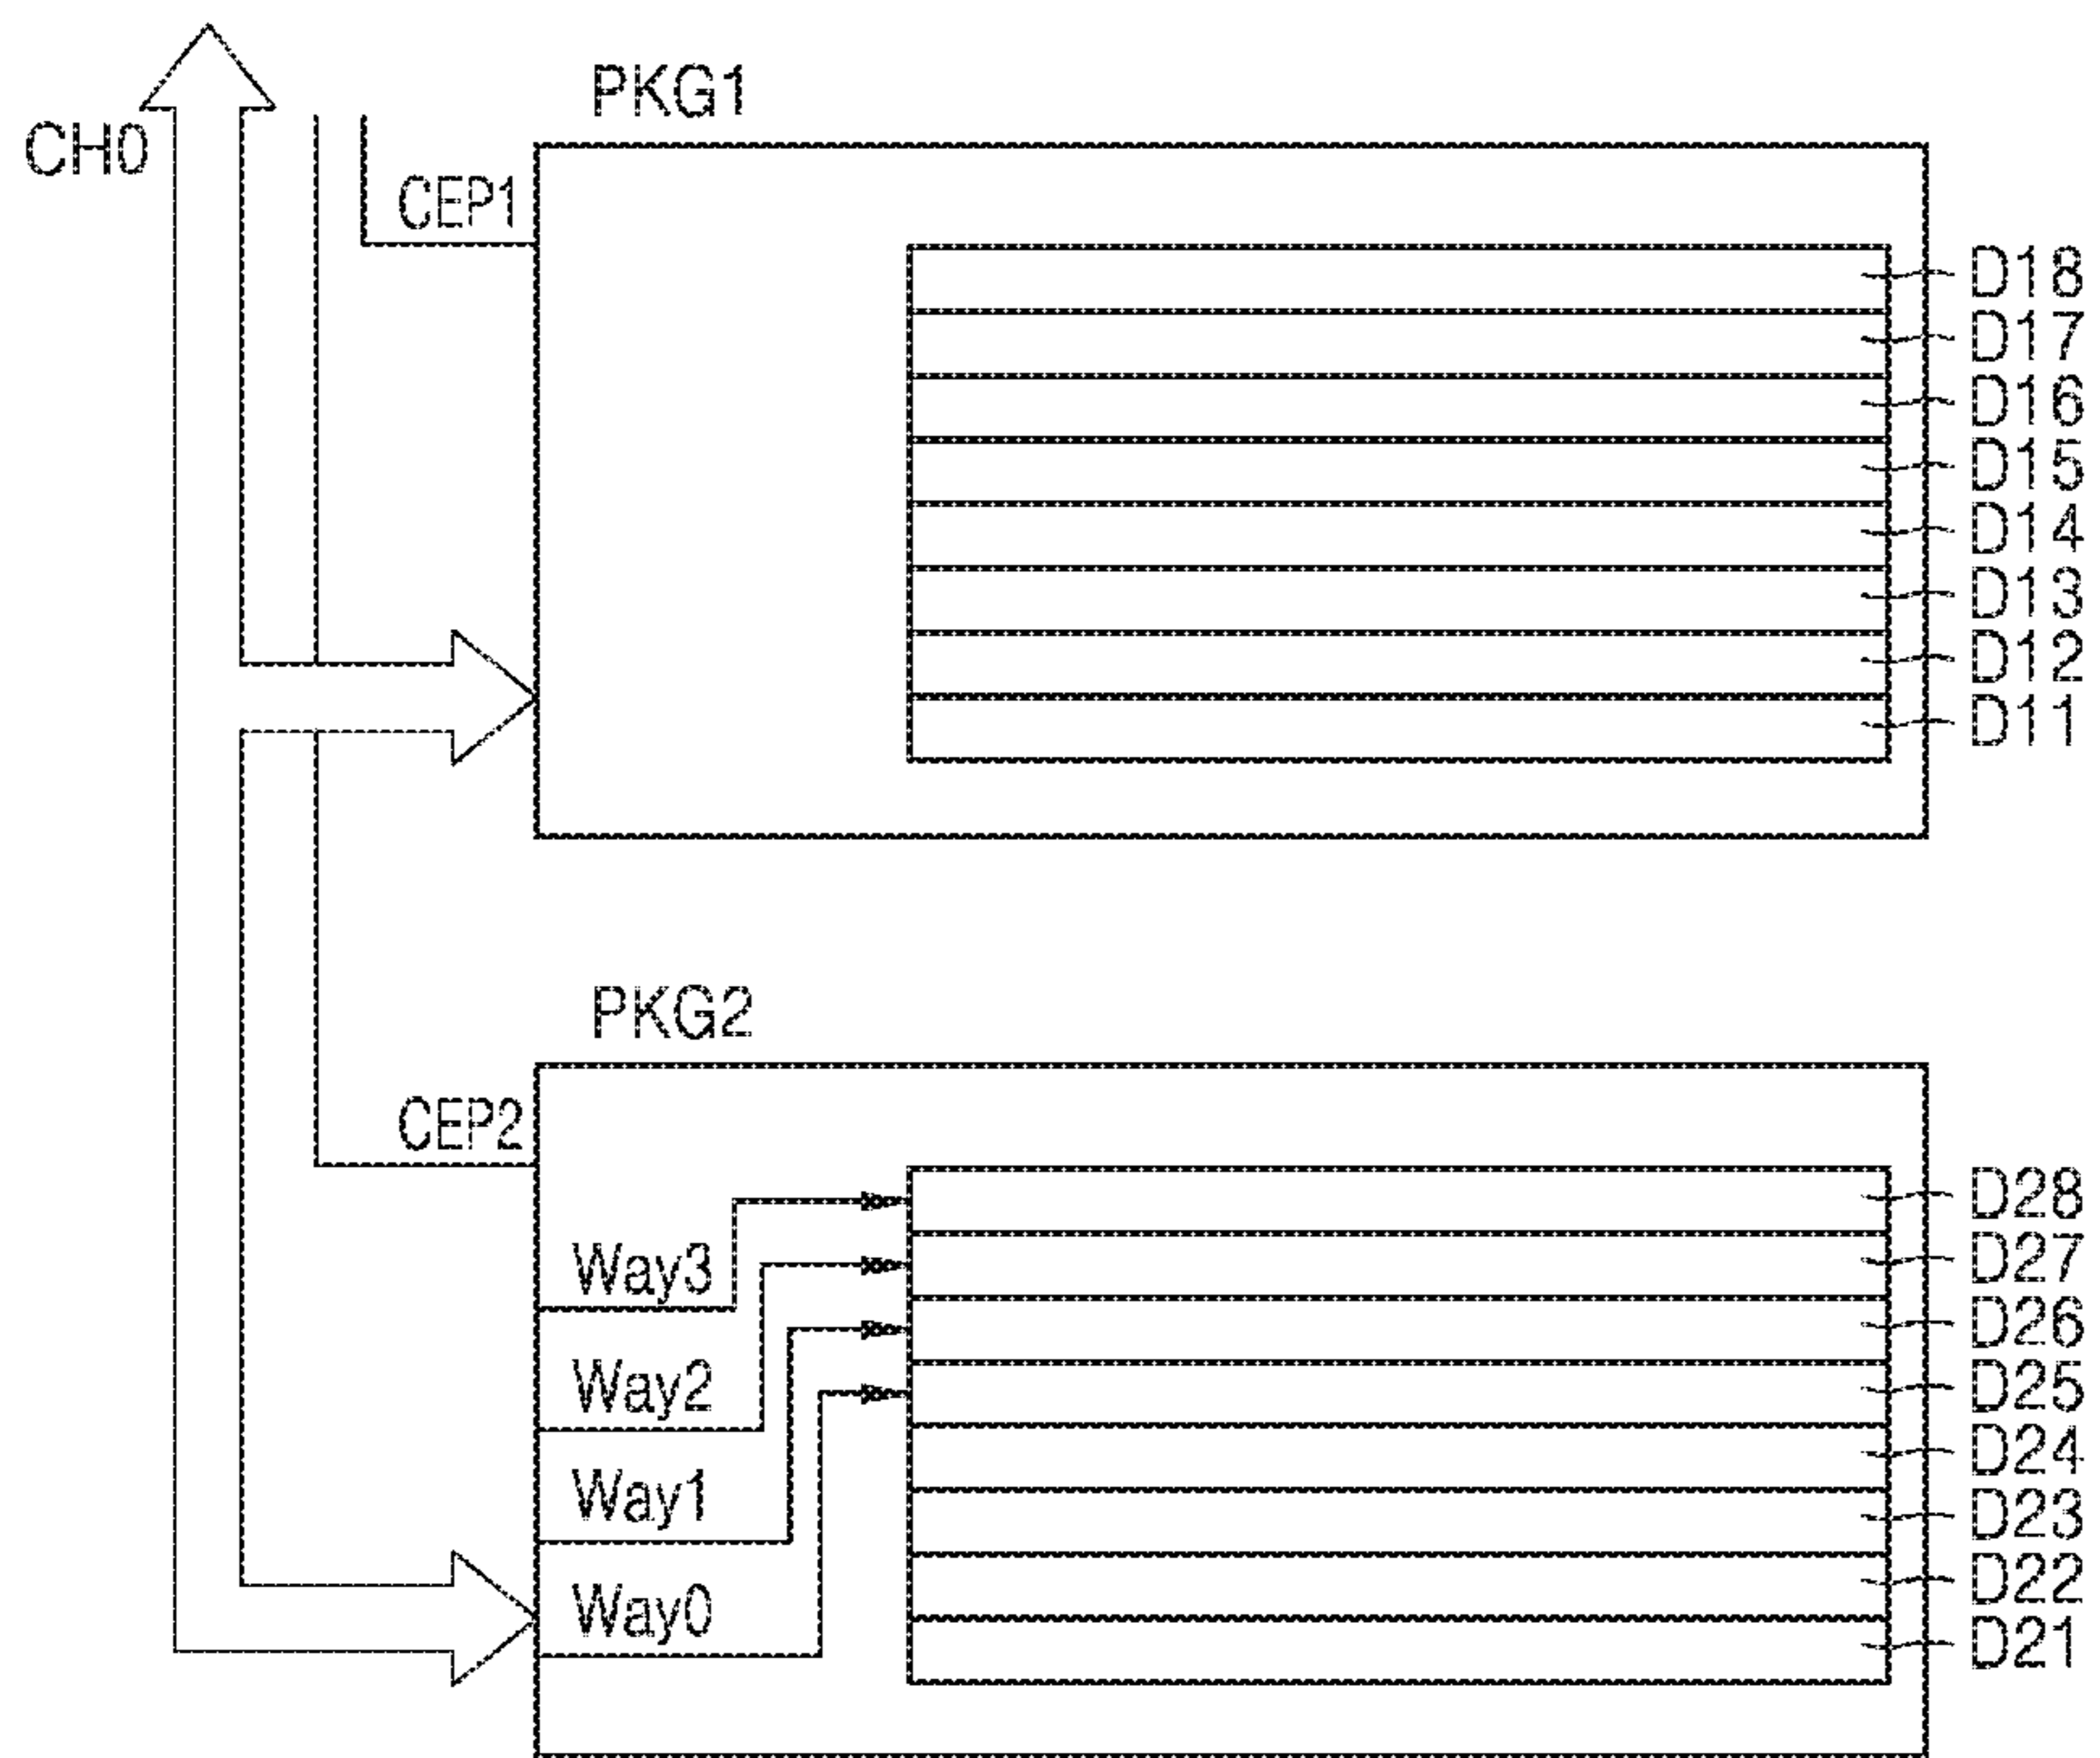 PKG1
CH0
CEP1
D18
D17
D16
D15
D14
D13
D12
D11
PKG2
CEP2
D28
Way3
D27
D26
Way2
D25
D24
Way1
D23
D22
Way0
D21